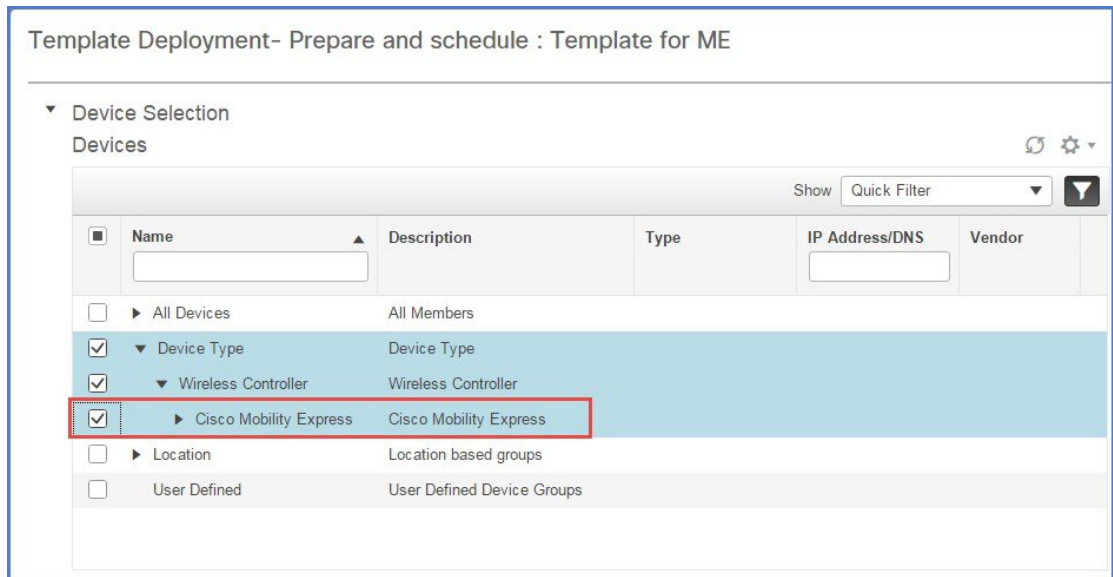 Template Deployment- Prepare and schedule : Template for ME
Device Selection
Devices
Show Quick Filter
Name Description Type IP Address/DNS Vendor
All Devices All Members
Device Type Device Type
Wireless Controller Wireless Controller
Cisco Mobility Express Cisco Mobility Express
Location Location based groups
User Defined User Defined Device Groups